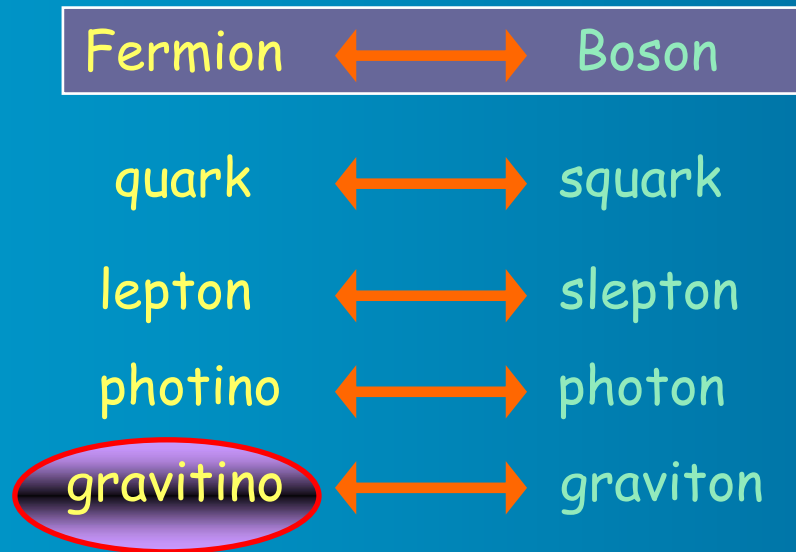 Fermion Boson
quark squark
lepton slepton
photino photon
gravitino graviton